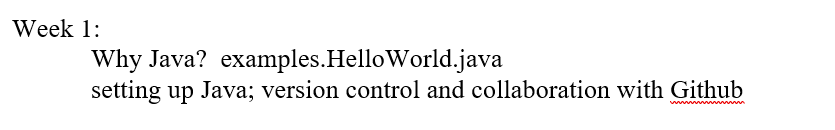 Week 1:
Why Java?  examples.HelloWorld.java
setting up Java; version control and collaboration with Github